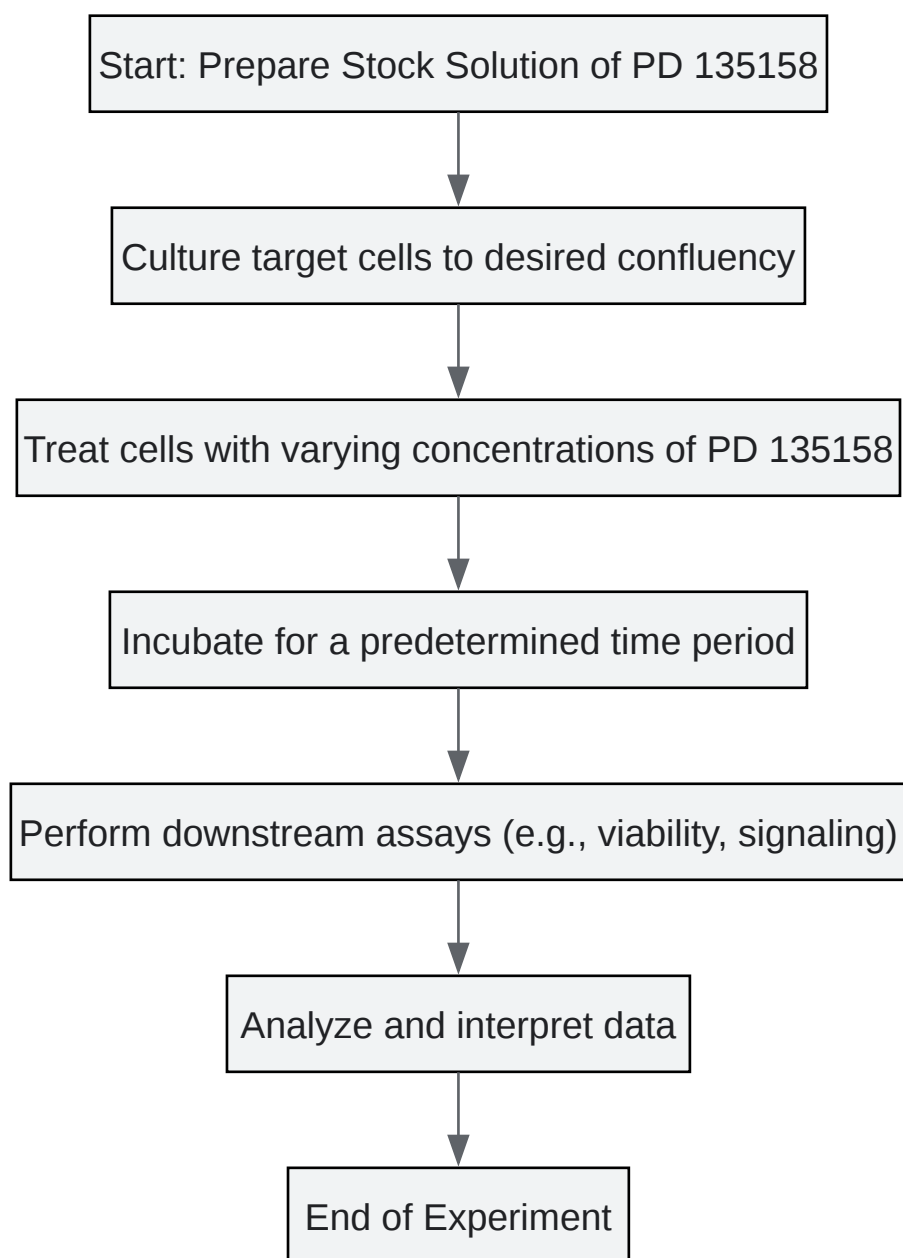 Start: Prepare Stock Solution of PD 135158
Culture target cells to desired confluency
Treat cells with varying concentrations of PD 135158
Incubate for a predetermined time period
Perform downstream assays (e.g., viability, signaling)
Analyze and interpret data
End of Experiment